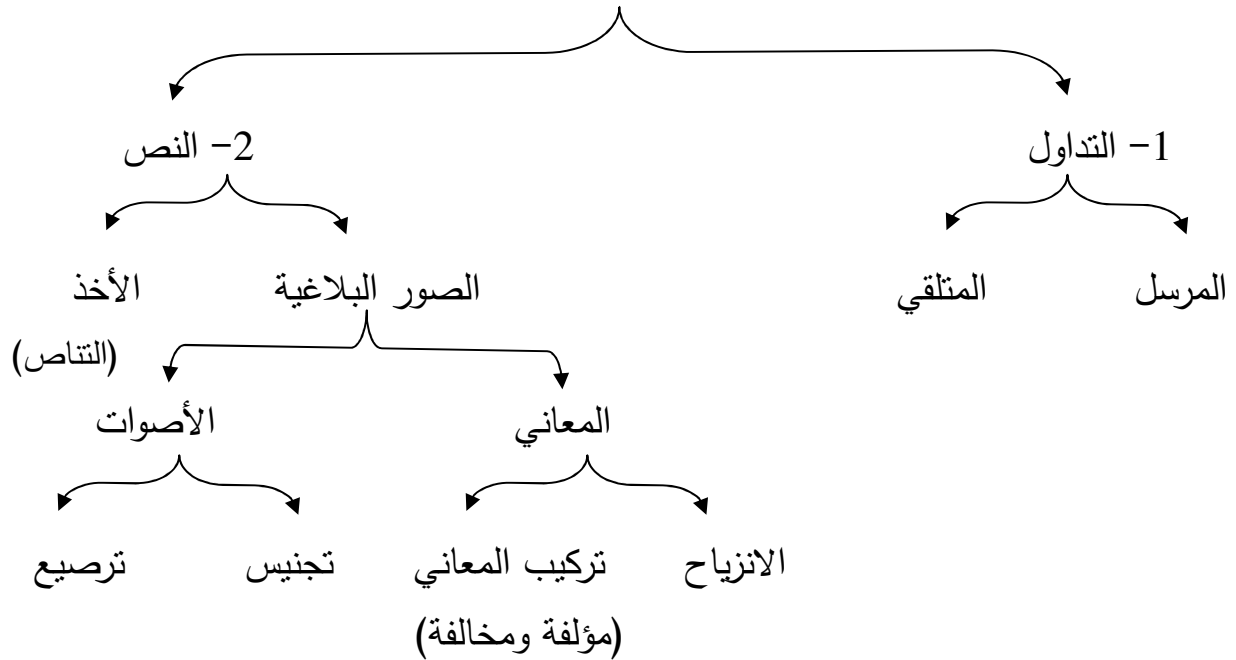 1- التداول
2- النص
المرسل
المتلقي
الصور البلاغية
الأخذ
(التناص)
المعاني
الأصوات
الانزياح
تركيب المعاني
تجنيس
ترصيع
(مؤلفة ومخالفة)